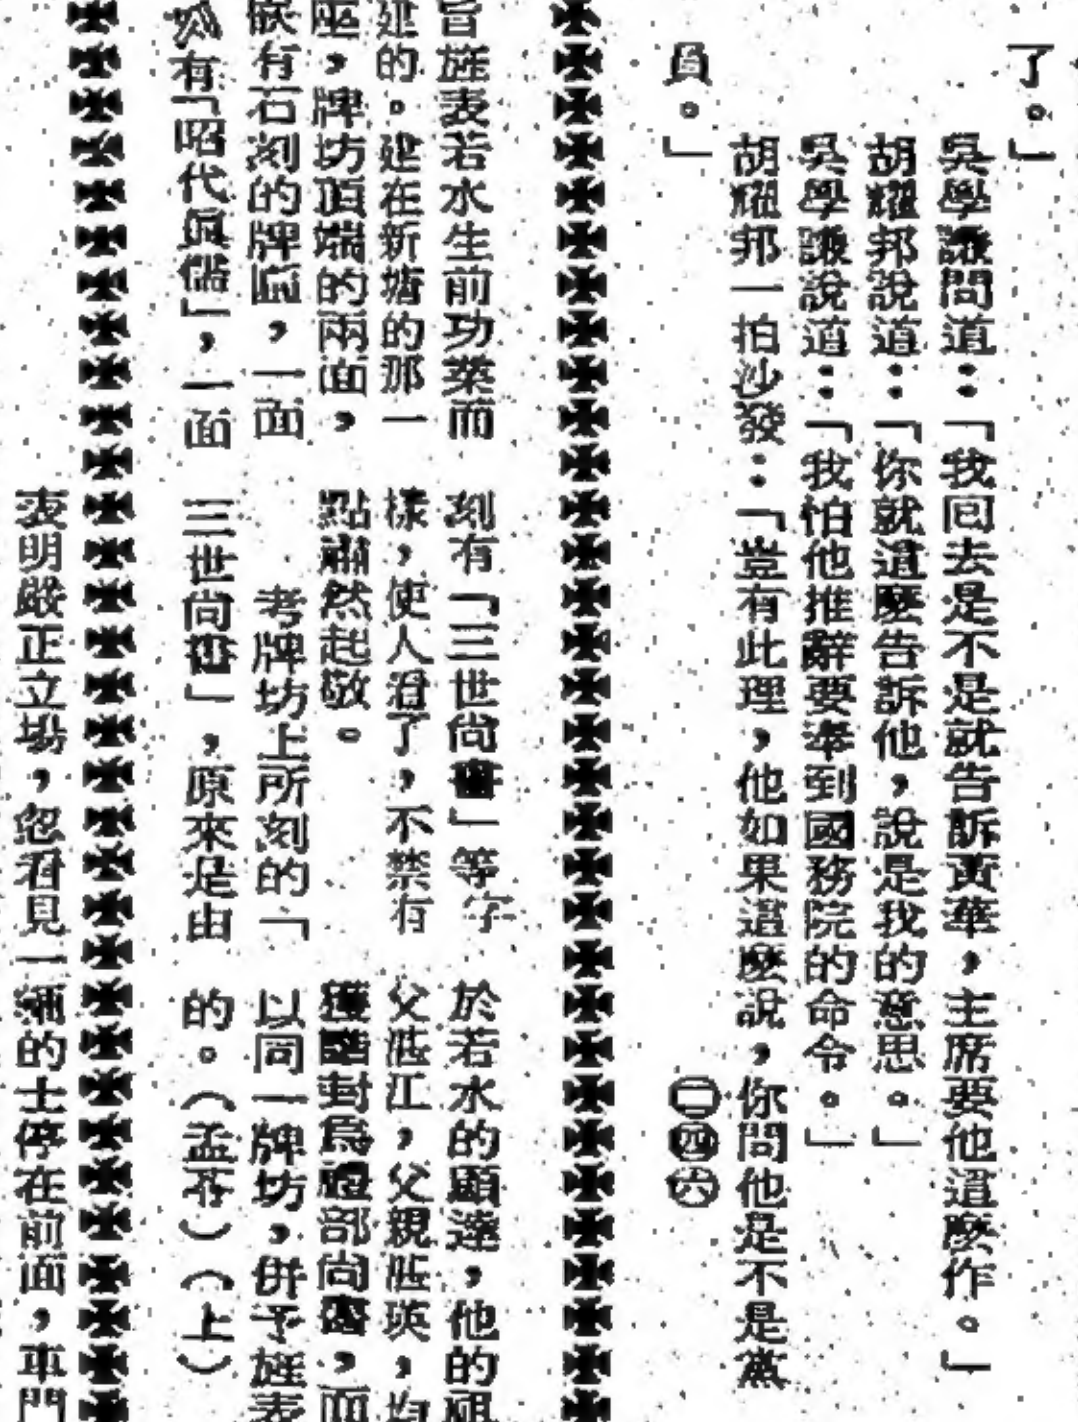 了。」
吳學謙問道：「我回去是不是就告訴黃華，主席要他這麼作。」
胡耀邦說道：「你就這麼告訴他，說是我的意思。」
吳學謙說道：「我怕他推辭要奉到國務院的命令。」
胡耀邦一拍沙發：「豈有此理，他如果這麼說，你問他是不是黨
員。」
二四六
旨旌表若水生前功業而
建的。建在新塘的那一
座，牌坊頂端的兩面，
嵌有石刻的牌匾，一面
刻有「昭代眞儒」，一面
刻有「三世尚書」等字
樣，使人看了，不禁有
點肅然起敬。
考牌坊上所刻的「
三世尚書」，原來是由
於若水的顯達，他的祖
父湛江，父親湛瑛，均
獲封爲禮部尚書，而
以同一牌坊，併予旌表
的。（孟）（上）
表明嚴正立場，忽看見一輛的士停在前面，車門